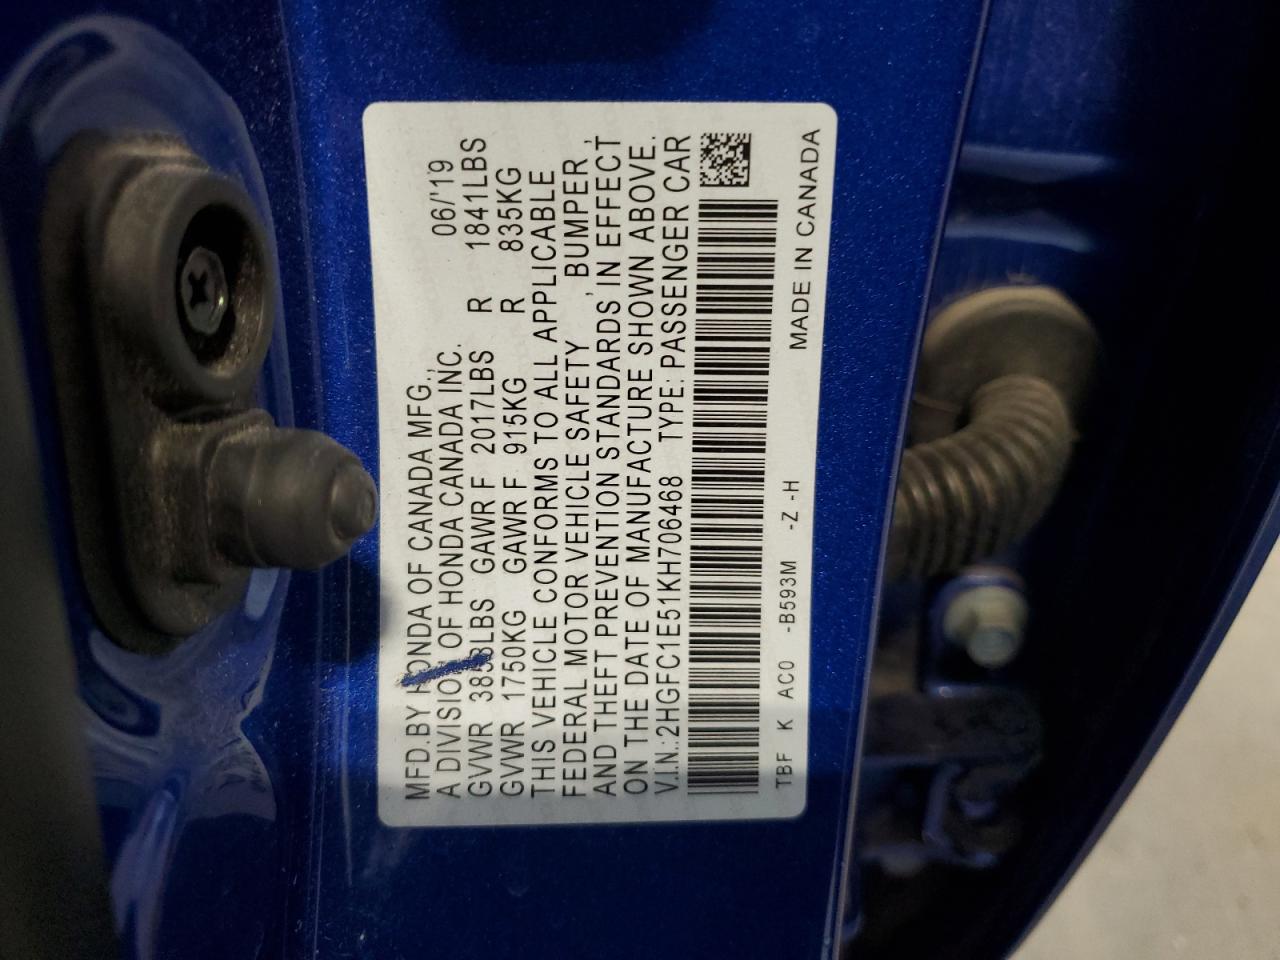 MFD.BY HONDA OF CANADA MFG., 06/'19
A DIVISION OF HONDA CANADA INC.
GVWR 3858LBS GAWR F 2017LBS R 1841LBS
GVWR 1750KG GAWR F 915KG R 835KG
THIS VEHICLE CONFORMS TO ALL APPLICABLE
FEDERAL MOTOR VEHICLE SAFETY , BUMPER ,
AND THEFT PREVENTION STANDARDS IN EFFECT
ON THE DATE OF MANUFACTURE SHOWN ABOVE.
V.I.N.:2HGFC1E51KH706468 TYPE: PASSENGER CAR
TBF K AC0 -B593M -Z -H MADE IN CANADA